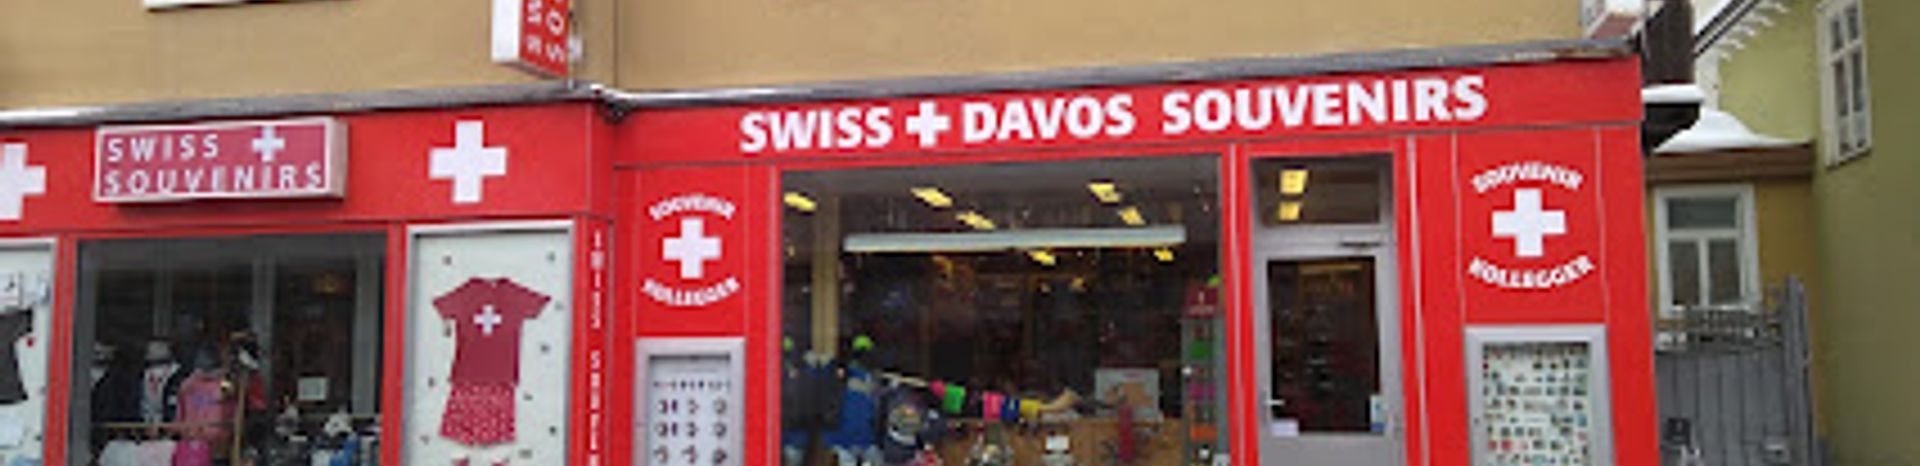 SWISS
SOUVENIRS
SWISS DAVOS SOUVENIRS
SOUVENIR
KOLLEGGER
SOUVENIR
KOLLEGGER